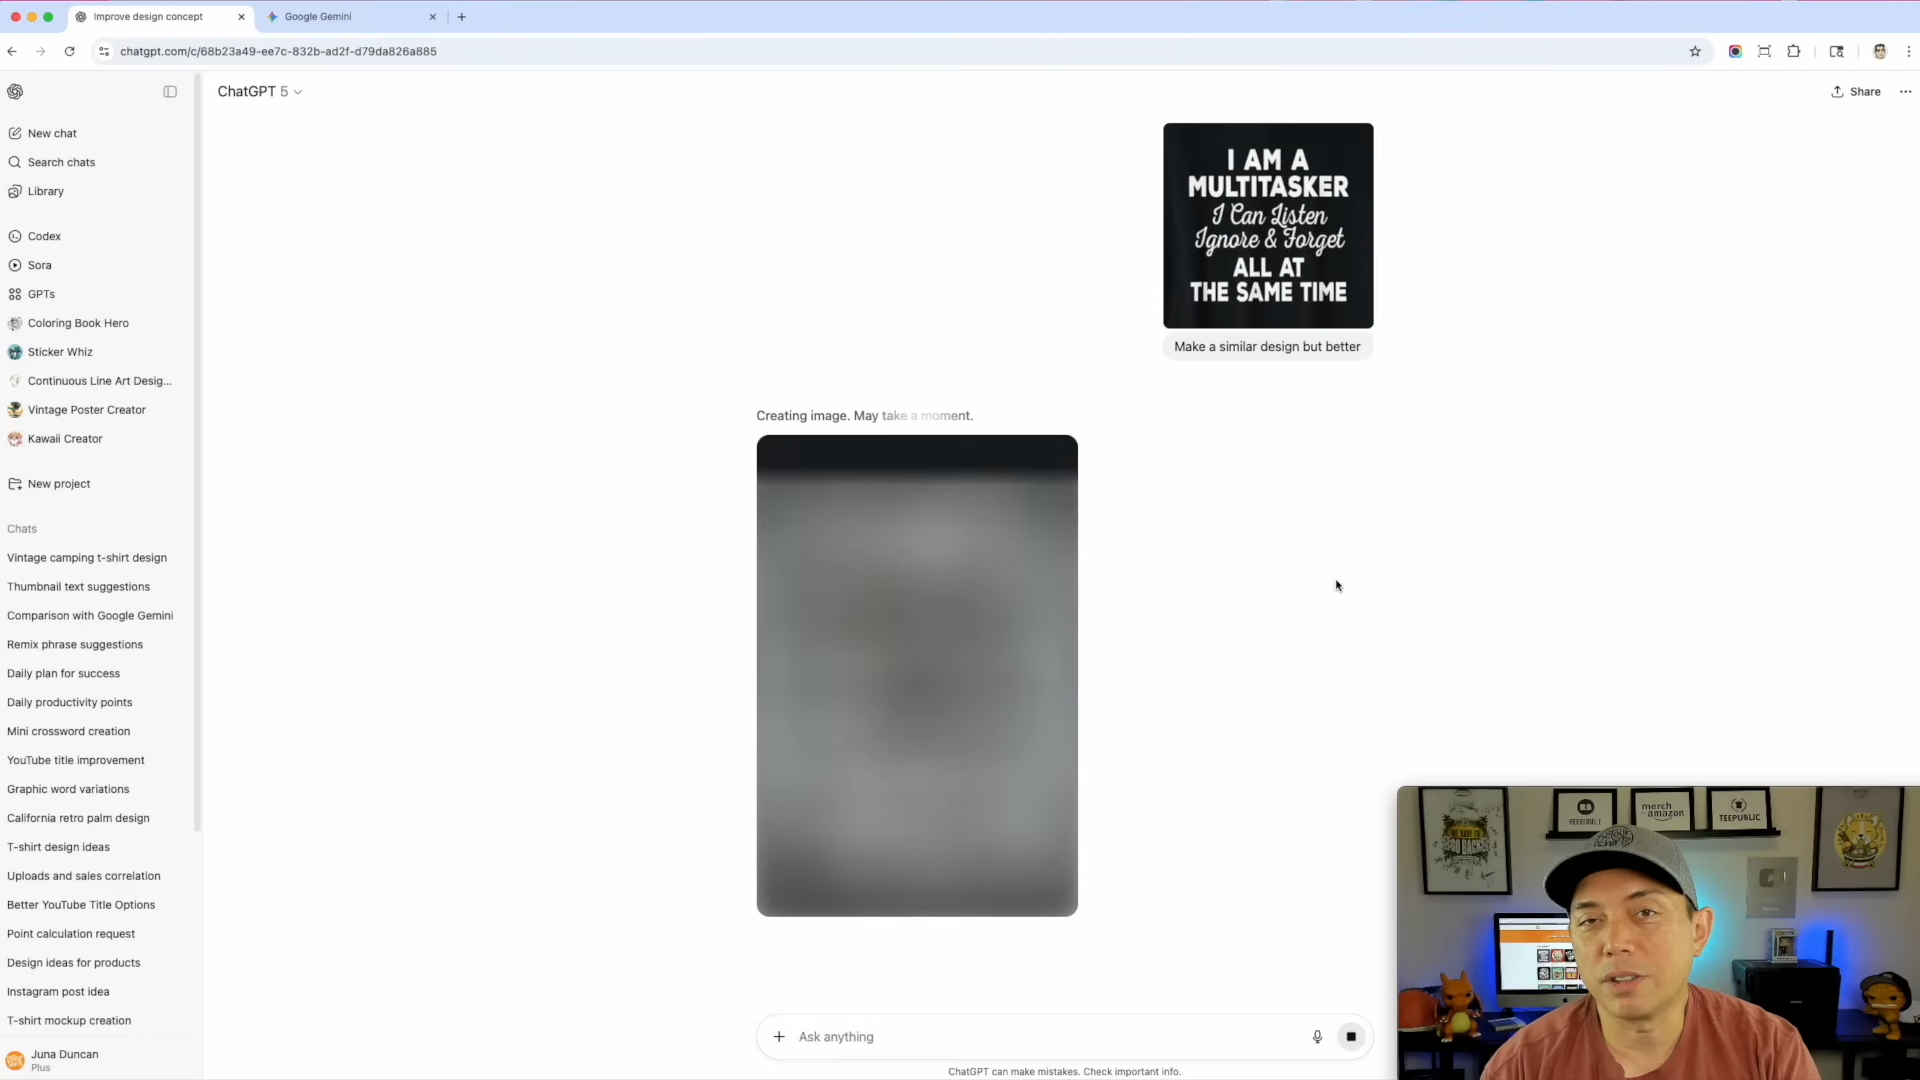 Improve design concept
Google Gemini
chatgpt.com/c/68b23a49-ee7c-832b-ad2f-d79da826a885
ChatGPT 5
Share
New chat
Search chats
Library
Codex
Sora
GPTs
Coloring Book Hero
Sticker Whiz
Continuous Line Art Desig...
Vintage Poster Creator
Kawaii Creator
New project
Chats
Vintage camping t-shirt design
Thumbnail text suggestions
Comparison with Google Gemini
Remix phrase suggestions
Daily plan for success
Daily productivity points
Mini crossword creation
YouTube title improvement
Graphic word variations
California retro palm design
T-shirt design ideas
Uploads and sales correlation
Better YouTube Title Options
Point calculation request
Design ideas for products
Instagram post idea
T-shirt mockup creation
Juna Duncan
Plus
I AM A
MULTITASKER
I Can Listen
Ignore & Forget
ALL AT
THE SAME TIME
Make a similar design but better
Creating image. May take a moment.
Ask anything
ChatGPT can make mistakes. Check important info.
REDBUBBLE
merch
amazon
TEEPUBLIC